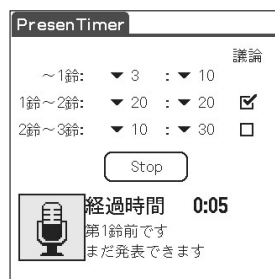 PresenTimer
議論
～1鈴: 3 : 10
1鈴～2鈴: 20 : 20
2鈴～3鈴: 10 : 30
Stop
経過時間 0:05
第1鈴前です
まだ発表できます